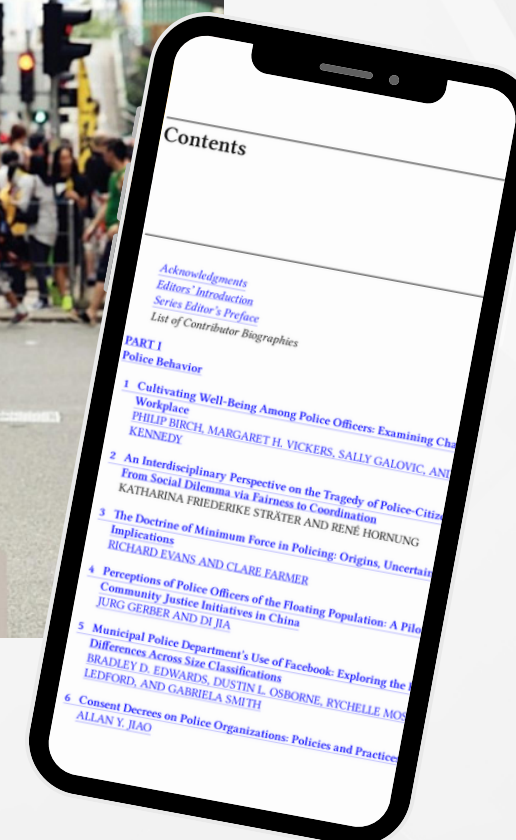 Contents
Acknowledgments
Editors' Introduction
Series Editor's Preface
List of Contributor Biographies
PART I
Police Behavior
1 Cultivating Well-Being Among Police Officers: Examining Cha
Workplace
PHILIP BIRCH, MARGARET H. VICKERS, SALLY GALOVIC, AND
KENNEDY
2 An Interdisciplinary Perspective on the Tragedy of Police-Citize
From Social Dilemma via Fairness to Coordination
KATHARINA FRIEDERIKE STRÄTER AND RENÉ HORNUNG
3 The Doctrine of Minimum Force in Policing: Origins, Uncertain
Implications
RICHARD EVANS AND CLARE FARMER
4 Perceptions of Police Officers of the Floating Population: A Pilo
Community Justice Initiatives in China
JURG GERBER AND DI JIA
5 Municipal Police Department's Use of Facebook: Exploring the
Differences Across Size Classifications
BRADLEY D. EDWARDS, DUSTIN L. OSBORNE, RYCHELLE MOS
LEDFORD, AND GABRIELA SMITH
6 Consent Decrees on Police Organizations: Policies and Practice
ALLAN Y. JIAO